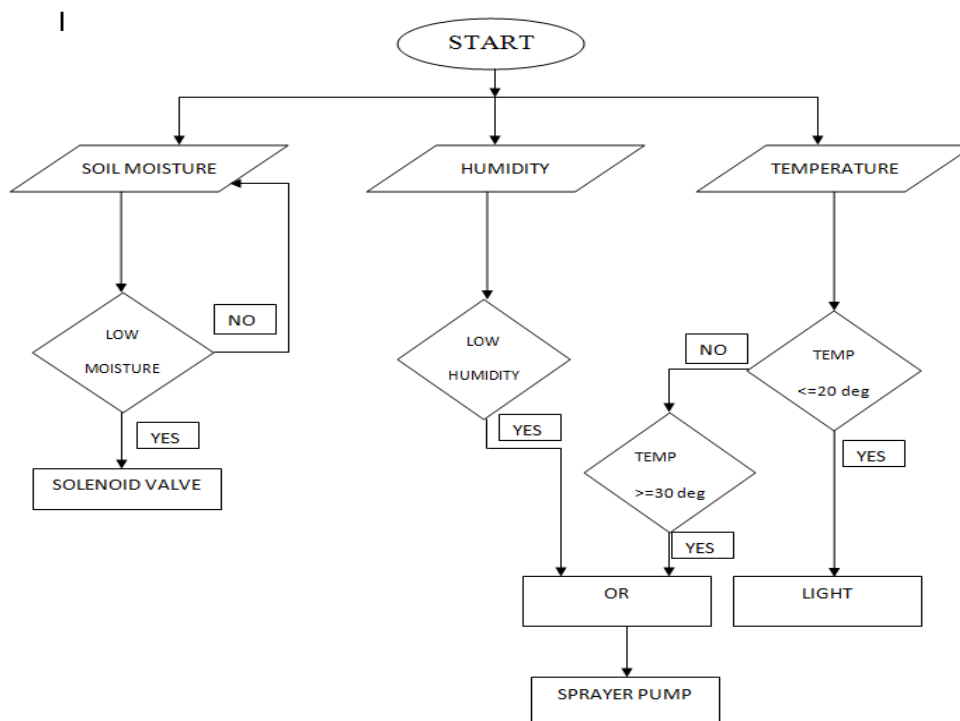 I
START
SOIL MOISTURE
HUMIDITY
TEMPERATURE
LOW
MOISTURE
NO
YES
SOLENOID VALVE
LOW
HUMIDITY
YES
TEMP
<=20 deg
NO
YES
TEMP
>=30 deg
YES
OR
LIGHT
SPRAYER PUMP